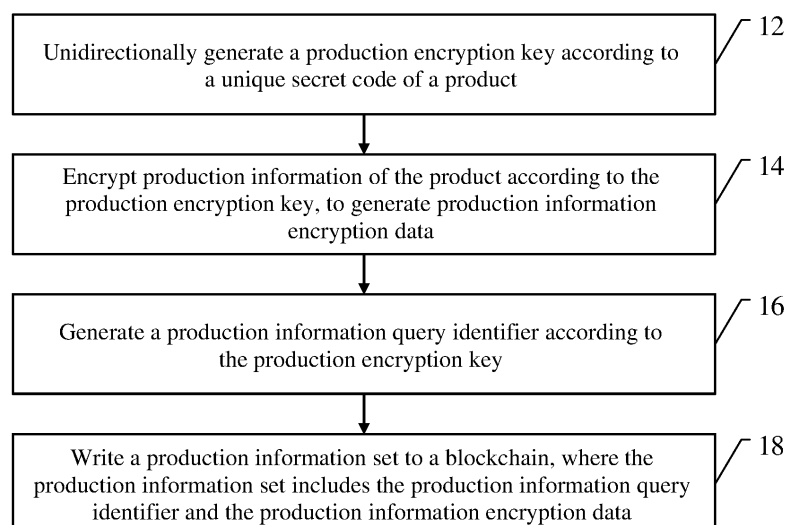 Unidirectionally generate a production encryption key according to
a unique secret code of a product
12
Encrypt production information of the product according to the
production encryption key, to generate production information
encryption data
14
Generate a production information query identifier according to
the production encryption key
16
Write a production information set to a blockchain, where the
production information set includes the production information query
identifier and the production information encryption data
18